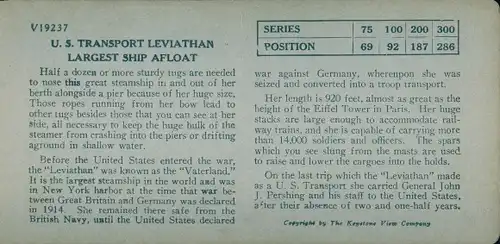 V19237
U. S. TRANSPORT LEVIATHAN
LARGEST SHIP AFLOAT
Half a dozen or more sturdy tugs are needed
to nose this great steamship in and out of her
berth alongside a pier because of her huge size.
Those ropes running from her bow lead to
other tugs besides those that you can see at her
side, all necessary to keep the huge bulk of the
steamer from crashing into the piers or drifting
aground in shallow water.
Before the United States entered the war,
the "Leviathan" was known as the "Vaterland."
It is the largest steamship in the world and was
in New York harbor at the time that war be-
tween Great Britain and Germany was declared
in 1914. She remained there safe from the
British Navy, until the United States declared
SERIES 75 100 200 300
POSITION 69 92 187 286
war against Germany, whereupon she was
seized and converted into a troop transport.
Her length is 920 feet, almost as great as the
height of the Eiffel Tower in Paris. Her huge
stacks are large enough to accommodate rail-
way trains, and she is capable of carrying more
than 14,000 soldiers and officers. The spars
which you see slung from the masts are used
to raise and lower the cargoes into the holds.
On the last trip which the "Leviathan" made
as a U. S. Transport she carried General John
J. Pershing and his staff to the United States,
after their absence of two and one-half years.
Copyright by The Keystone View Company